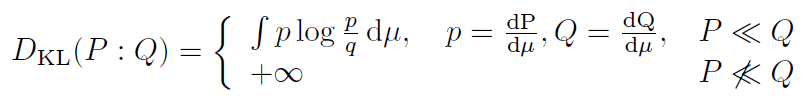 D_KL(P : Q) = { ∫ p log p/q dμ, p = dP/dμ, Q = dQ/dμ, P ≪ Q
+∞ P ≪̸ Q